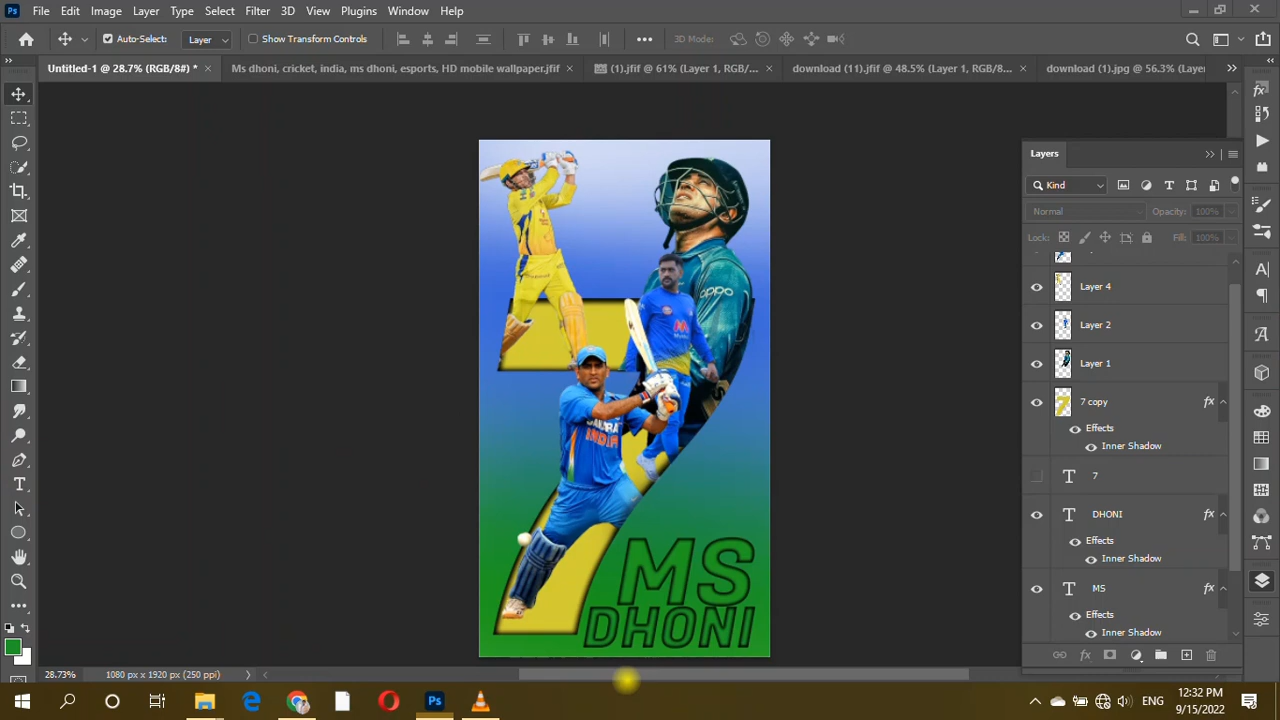 Ps File Edit Image Layer Type Select Filter 3D View Plugins Window Help
Auto-Select: Layer Show Transform Controls 3D Mode:
Untitled-1 @ 28.7% (RGB/8#) * × Ms dhoni, cricket, india, ms dhoni, esports, HD mobile wallpaper.jfif × (1).jfif @ 61% (Layer 1, RGB/... × download (11).jfif @ 48.5% (Layer 1, RGB/8... × download (1).jpg @ 56.3% (Laye
Layers
Kind
Normal Opacity: 100%
Lock: Fill: 100%
Layer 4
Layer 2
Layer 1
7 copy fx
Effects
Inner Shadow
7
DHONI fx
Effects
Inner Shadow
MS fx
Effects
Inner Shadow
oppo
INDIA
7
MS
DHONI
28.73% 1080 px x 1920 px (250 ppi)
ENG
12:32 PM
9/15/2022